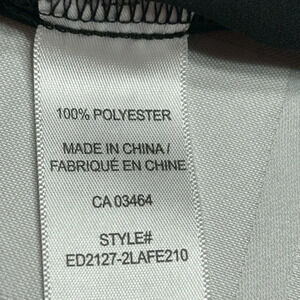 100% POLYESTER
MADE IN CHINA/
FABRIQUÉ EN CHINE
CA 03464
STYLE#
ED2127-2LAFE210